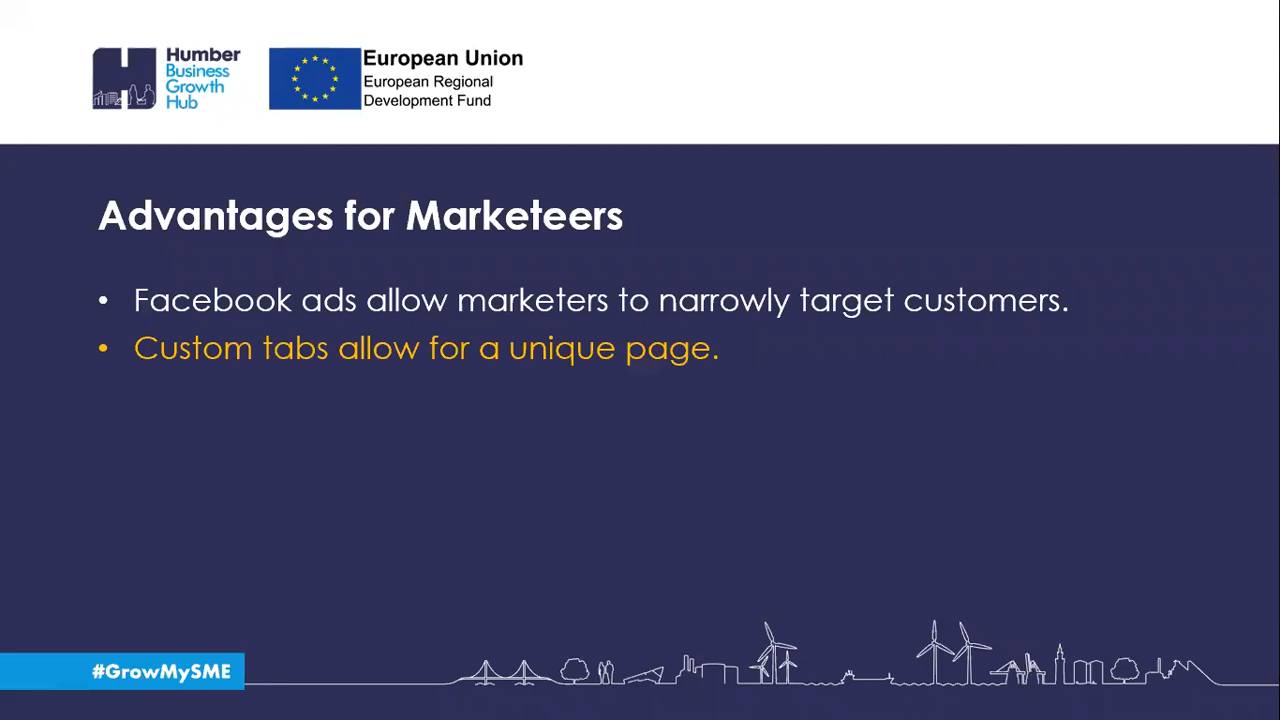 Humber
Business
Growth
Hub
European Union
European Regional
Development Fund
Advantages for Marketeers
• Facebook ads allow marketers to narrowly target customers.
• Custom tabs allow for a unique page.
#GrowMySME